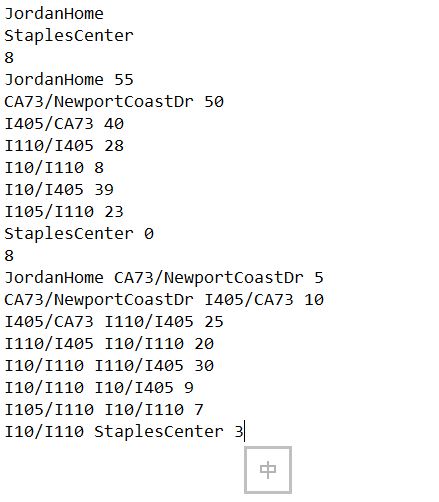 JordanHome
StaplesCenter
8
JordanHome 55
CA73/NewportCoastDr 50
I405/CA73 40
I110/I405 28
I10/I110 8
I10/I405 39
I105/I110 23
StaplesCenter 0
8
JordanHome CA73/NewportCoastDr 5
CA73/NewportCoastDr I405/CA73 10
I405/CA73 I110/I405 25
I110/I405 I10/I110 20
I10/I110 I110/I405 30
I10/I110 I10/I405 9
I105/I110 I10/I110 7
I10/I110 StaplesCenter 3
中